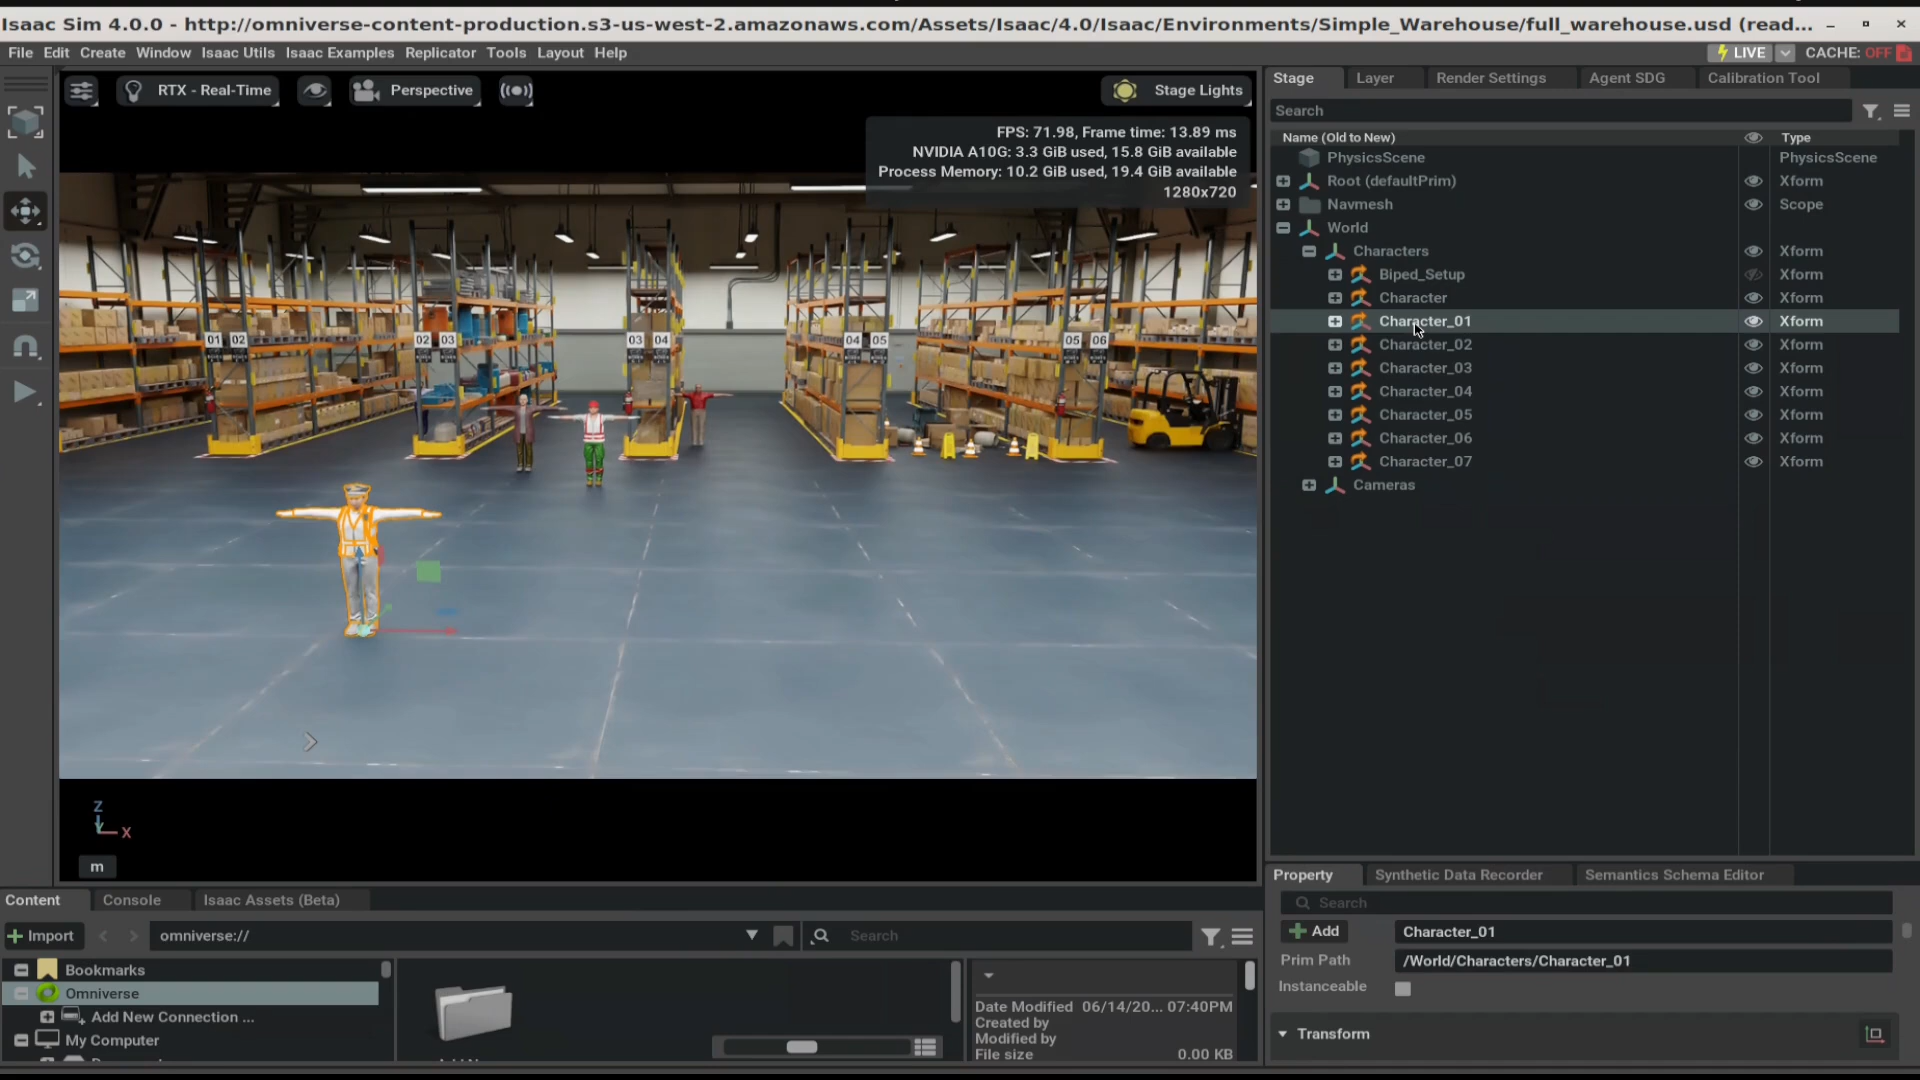 Isaac Sim 4.0.0 - http://omniverse-content-production.s3-us-west-2.amazonaws.com/Assets/Isaac/4.0/Isaac/Environments/Simple_Warehouse/full_warehouse.usd (read...
File Edit Create Window Isaac Utils Isaac Examples Replicator Tools Layout Help
LIVE CACHE: OFF
RTX - Real-Time
Perspective
Stage Lights
FPS: 71.98, Frame time: 13.89 ms
NVIDIA A10G: 3.3 GiB used, 15.8 GiB available
Process Memory: 10.2 GiB used, 19.4 GiB available
1280x720
01 02
02 03
03 04
04 05
05 06
Z
X
m
Stage Layer Render Settings Agent SDG Calibration Tool
Search
Name (Old to New) Type
PhysicsScene PhysicsScene
Root (defaultPrim) Xform
Navmesh Scope
World
Characters Xform
Biped_Setup Xform
Character Xform
Character_01 Xform
Character_02 Xform
Character_03 Xform
Character_04 Xform
Character_05 Xform
Character_06 Xform
Character_07 Xform
Cameras
Content Console Isaac Assets (Beta)
Import omniverse:// Search
Bookmarks
Omniverse
Add New Connection ...
My Computer
Date Modified 06/14/20... 07:40PM
Created by
Modified by
File size 0.00 KB
Property Synthetic Data Recorder Semantics Schema Editor
Search
Add Character_01
Prim Path /World/Characters/Character_01
Instanceable
Transform